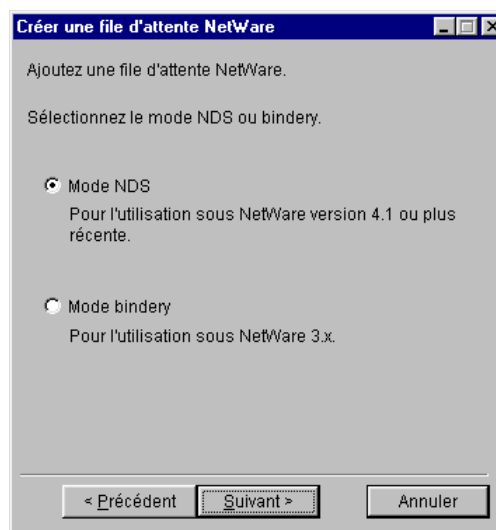 Créer une file d'attente NetWare
Ajoutez une file d'attente NetWare.
Sélectionnez le mode NDS ou bindery.
Mode NDS
Pour l'utilisation sous NetWare version 4.1 ou plus
récente.
Mode bindery
Pour l'utilisation sous NetWare 3.x.
< Précédent
Suivant >
Annuler